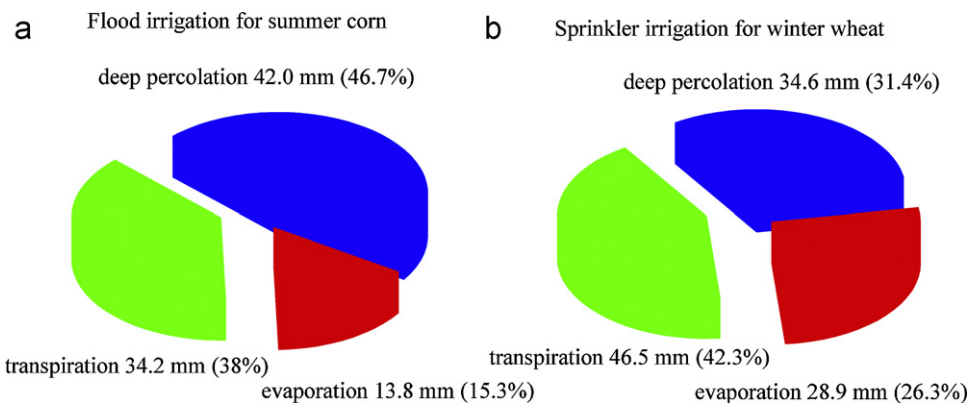 a
Flood irrigation for summer corn
deep percolation 42.0 mm (46.7%)
transpiration 34.2 mm (38%)
evaporation 13.8 mm (15.3%)
b
Sprinkler irrigation for winter wheat
deep percolation 34.6 mm (31.4%)
transpiration 46.5 mm (42.3%)
evaporation 28.9 mm (26.3%)